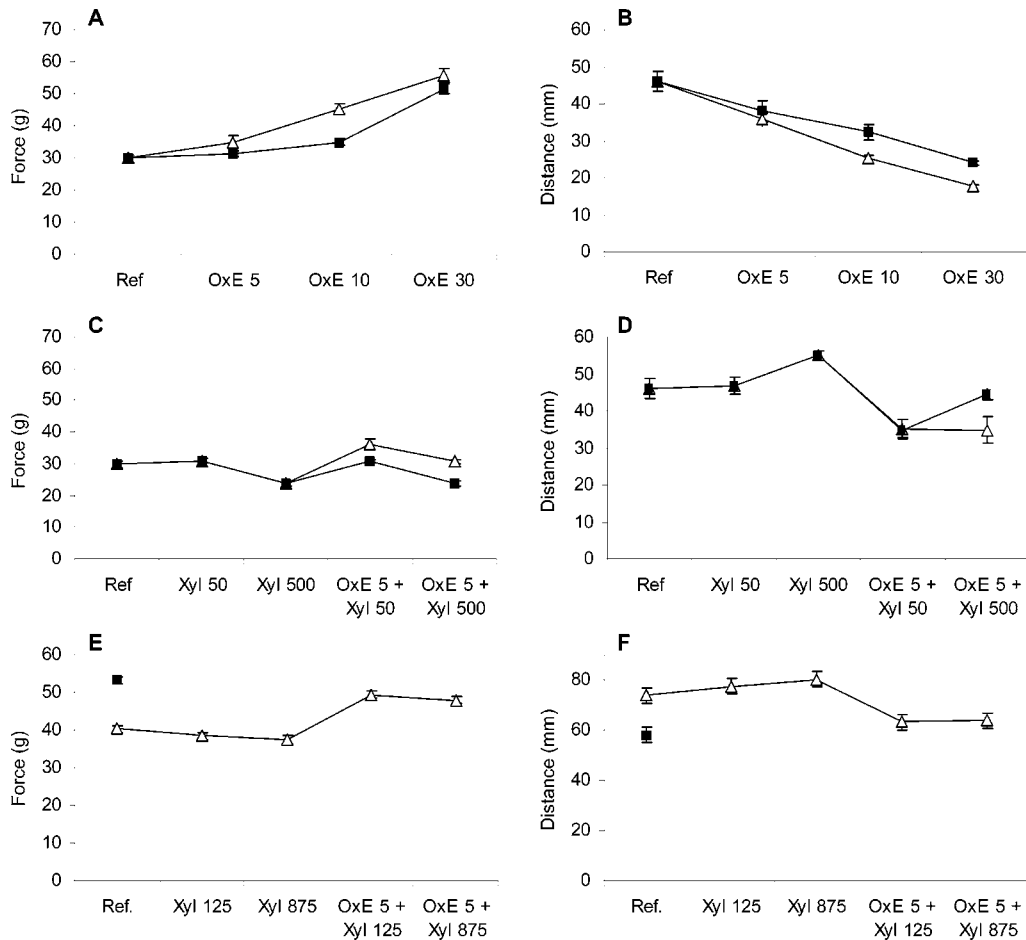 A
Force (g)
70
60
50
40
30
20
10
0
Ref OxE 5 OxE 10 OxE 30
B
Distance (mm)
60
50
40
30
20
10
0
Ref OxE 5 OxE 10 OxE 30
C
Force (g)
70
60
50
40
30
20
10
0
Ref Xyl 50 Xyl 500 OxE 5 + OxE 5 +
Xyl 50 Xyl 500
D
Distance (mm)
60
50
40
30
20
10
0
Ref Xyl 50 Xyl 500 OxE 5 + OxE 5 +
Xyl 50 Xyl 500
E
Force (g)
60
50
40
30
20
10
0
Ref. Xyl 125 Xyl 875 OxE 5 + OxE 5 +
Xyl 125 Xyl 875
F
Distance (mm)
80
60
40
20
0
Ref. Xyl 125 Xyl 875 OxE 5 + OxE 5 +
Xyl 125 Xyl 875